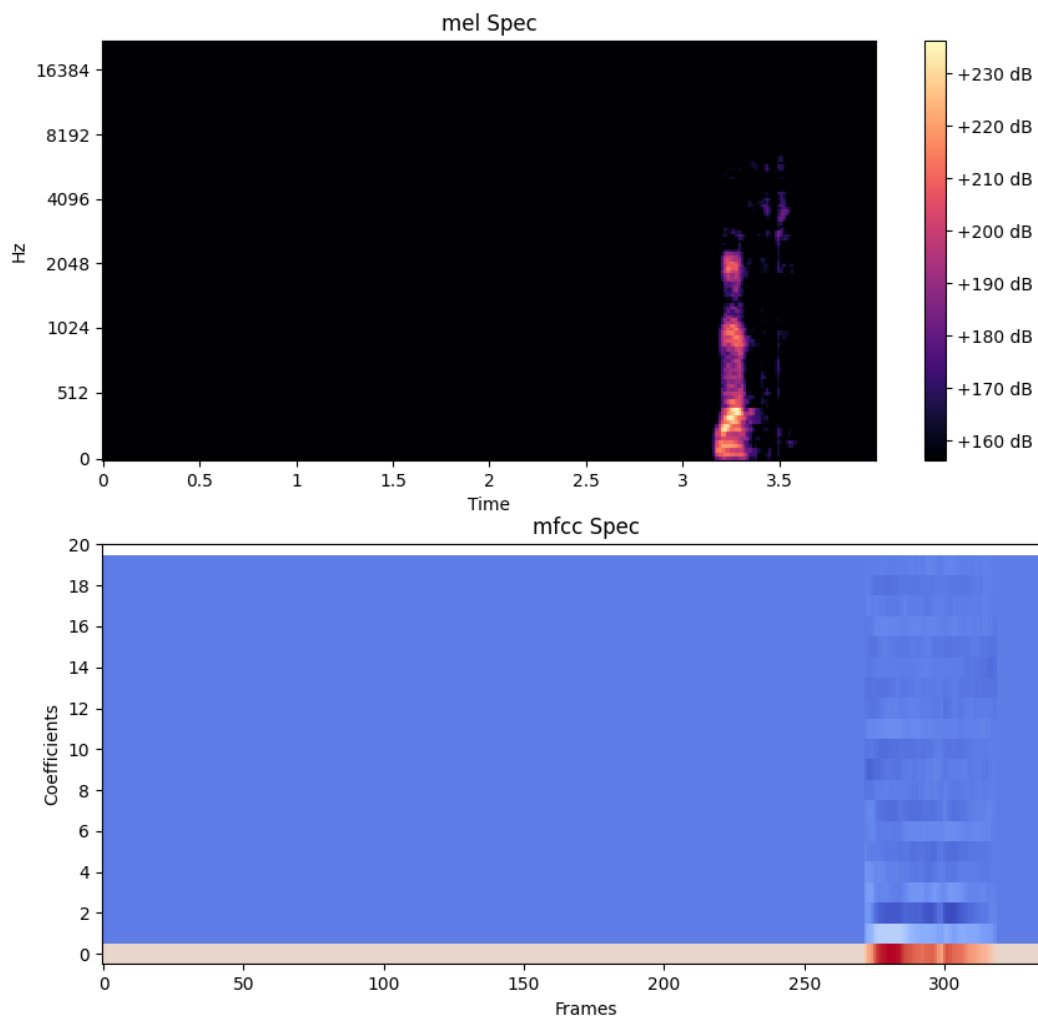 mel Spec
16384
8192
4096
2048
1024
512
0
Hz
0 0.5 1 1.5 2 2.5 3 3.5
Time
+230 dB
+220 dB
+210 dB
+200 dB
+190 dB
+180 dB
+170 dB
+160 dB
mfcc Spec
20
18
16
14
12
10
8
6
4
2
0
Coefficients
0 50 100 150 200 250 300
Frames